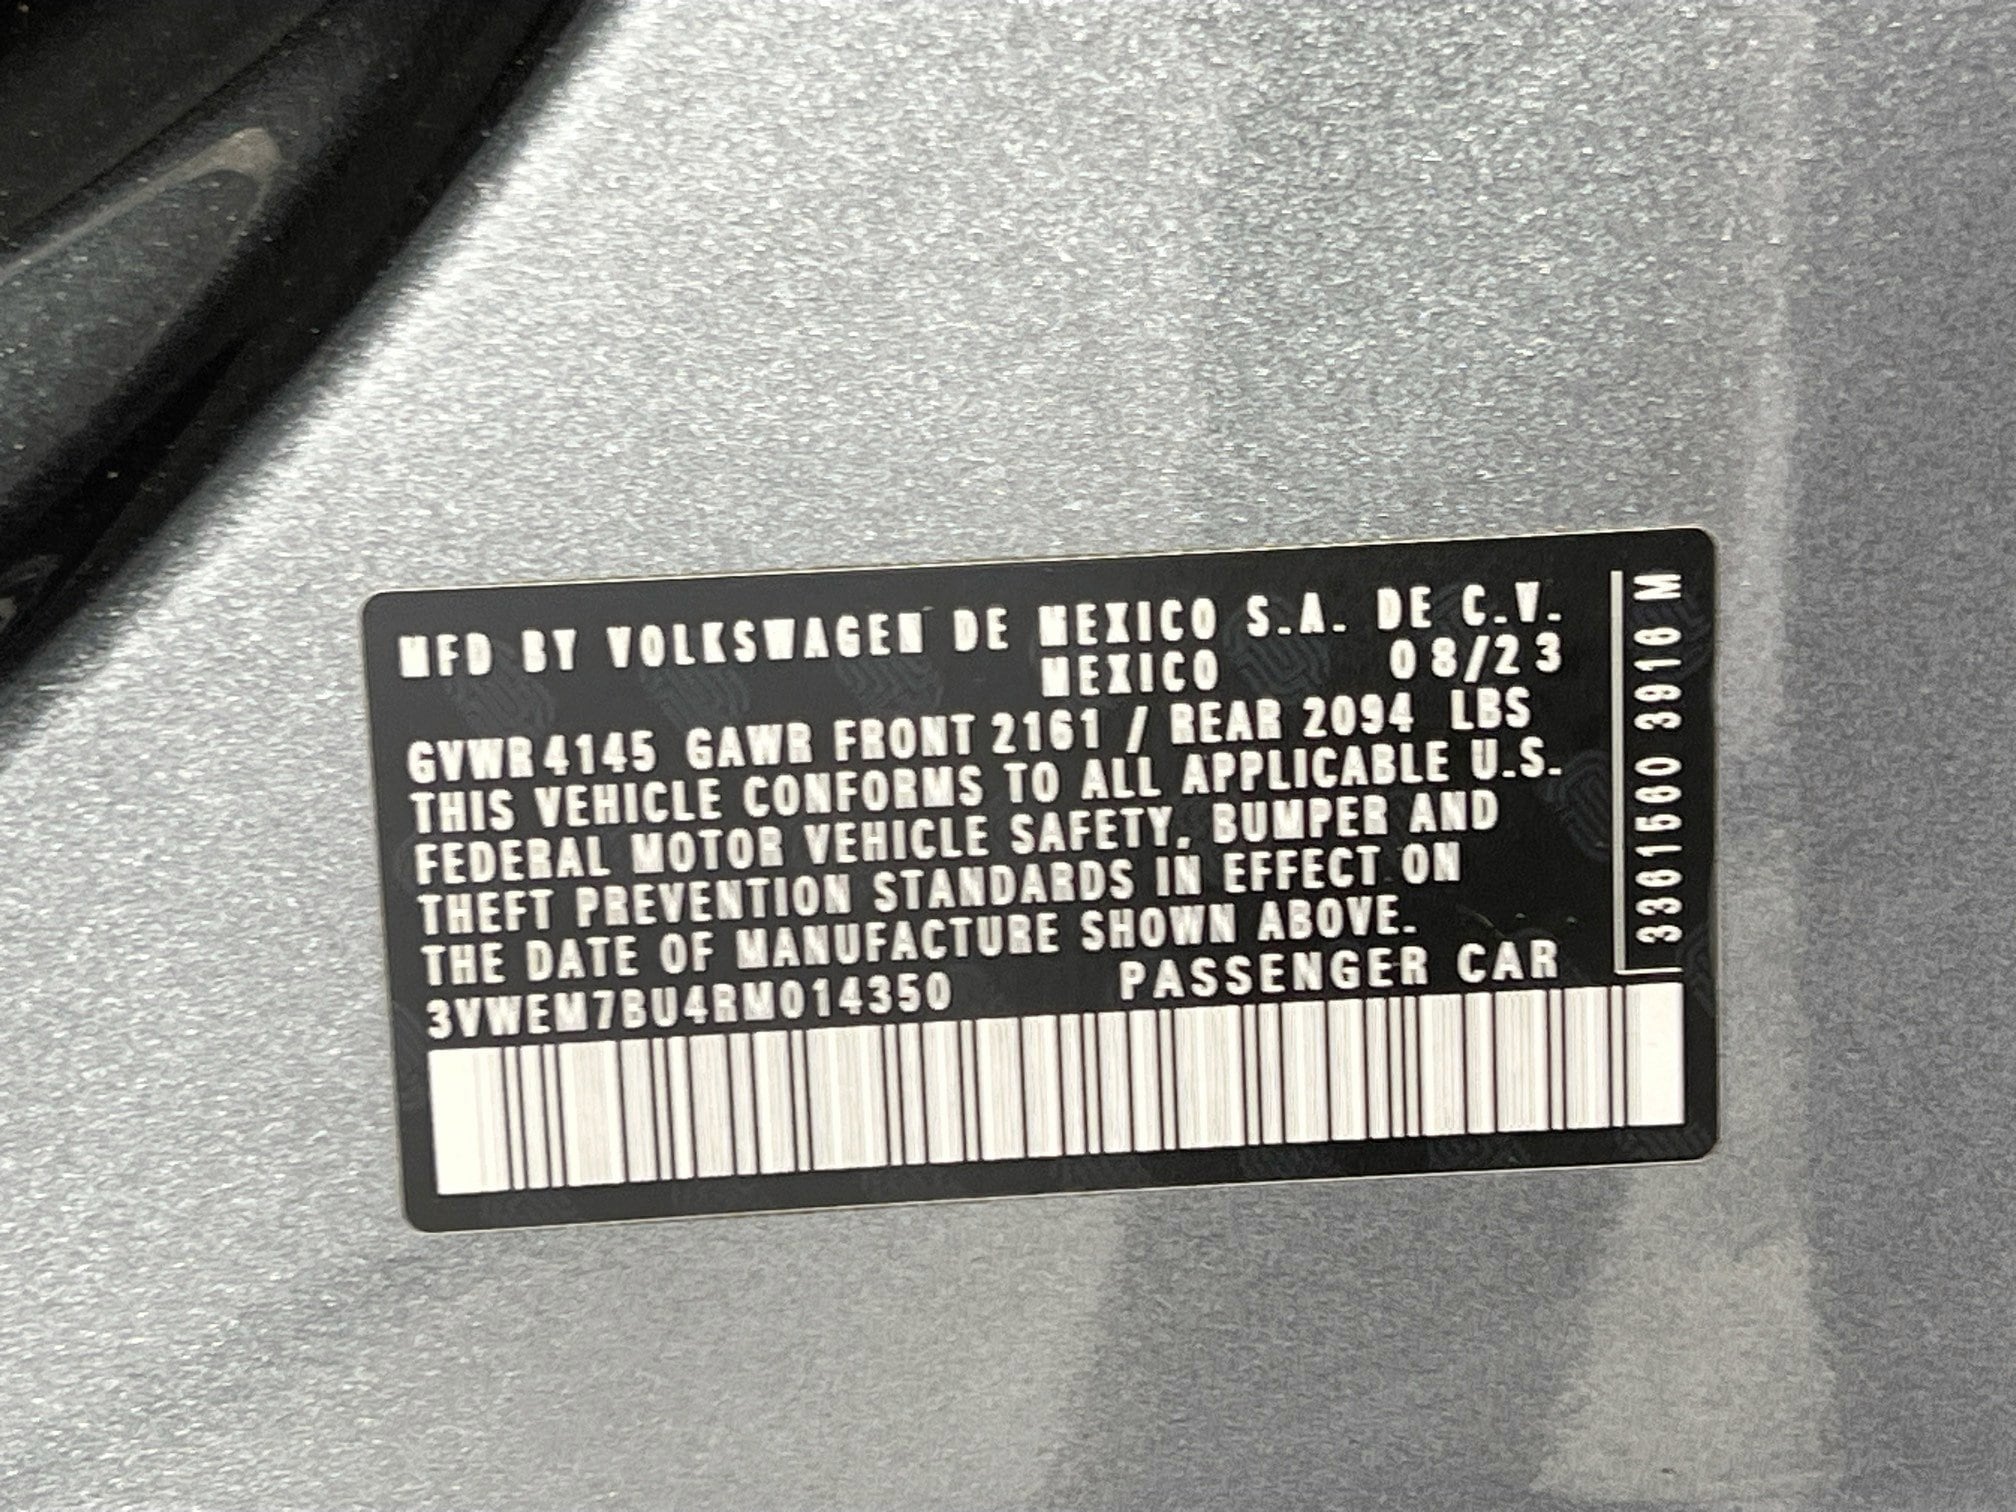 MFD BY VOLKSWAGEN DE MEXICO S.A. DE C.V.
MEXICO 08/23
GVWR 4145 GAWR FRONT 2161 / REAR 2094 LBS
THIS VEHICLE CONFORMS TO ALL APPLICABLE U.S.
FEDERAL MOTOR VEHICLE SAFETY, BUMPER AND
THEFT PREVENTION STANDARDS IN EFFECT ON
THE DATE OF MANUFACTURE SHOWN ABOVE.
3VWEM7BU4RM014350 PASSENGER CAR
3361560 3916 M